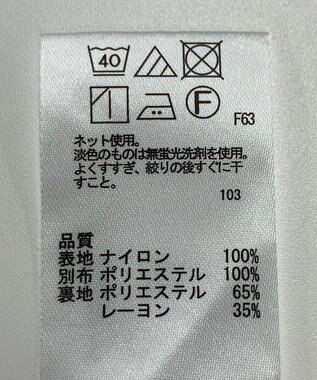 40
F
F63
ネット使用。
淡色のものは無蛍光洗剤を使用。
よくすすぎ、絞りの後すぐに干
すこと。
103
品質
表地 ナイロン 100%
別布 ポリエステル 100%
裏地 ポリエステル 65%
レーヨン 35%